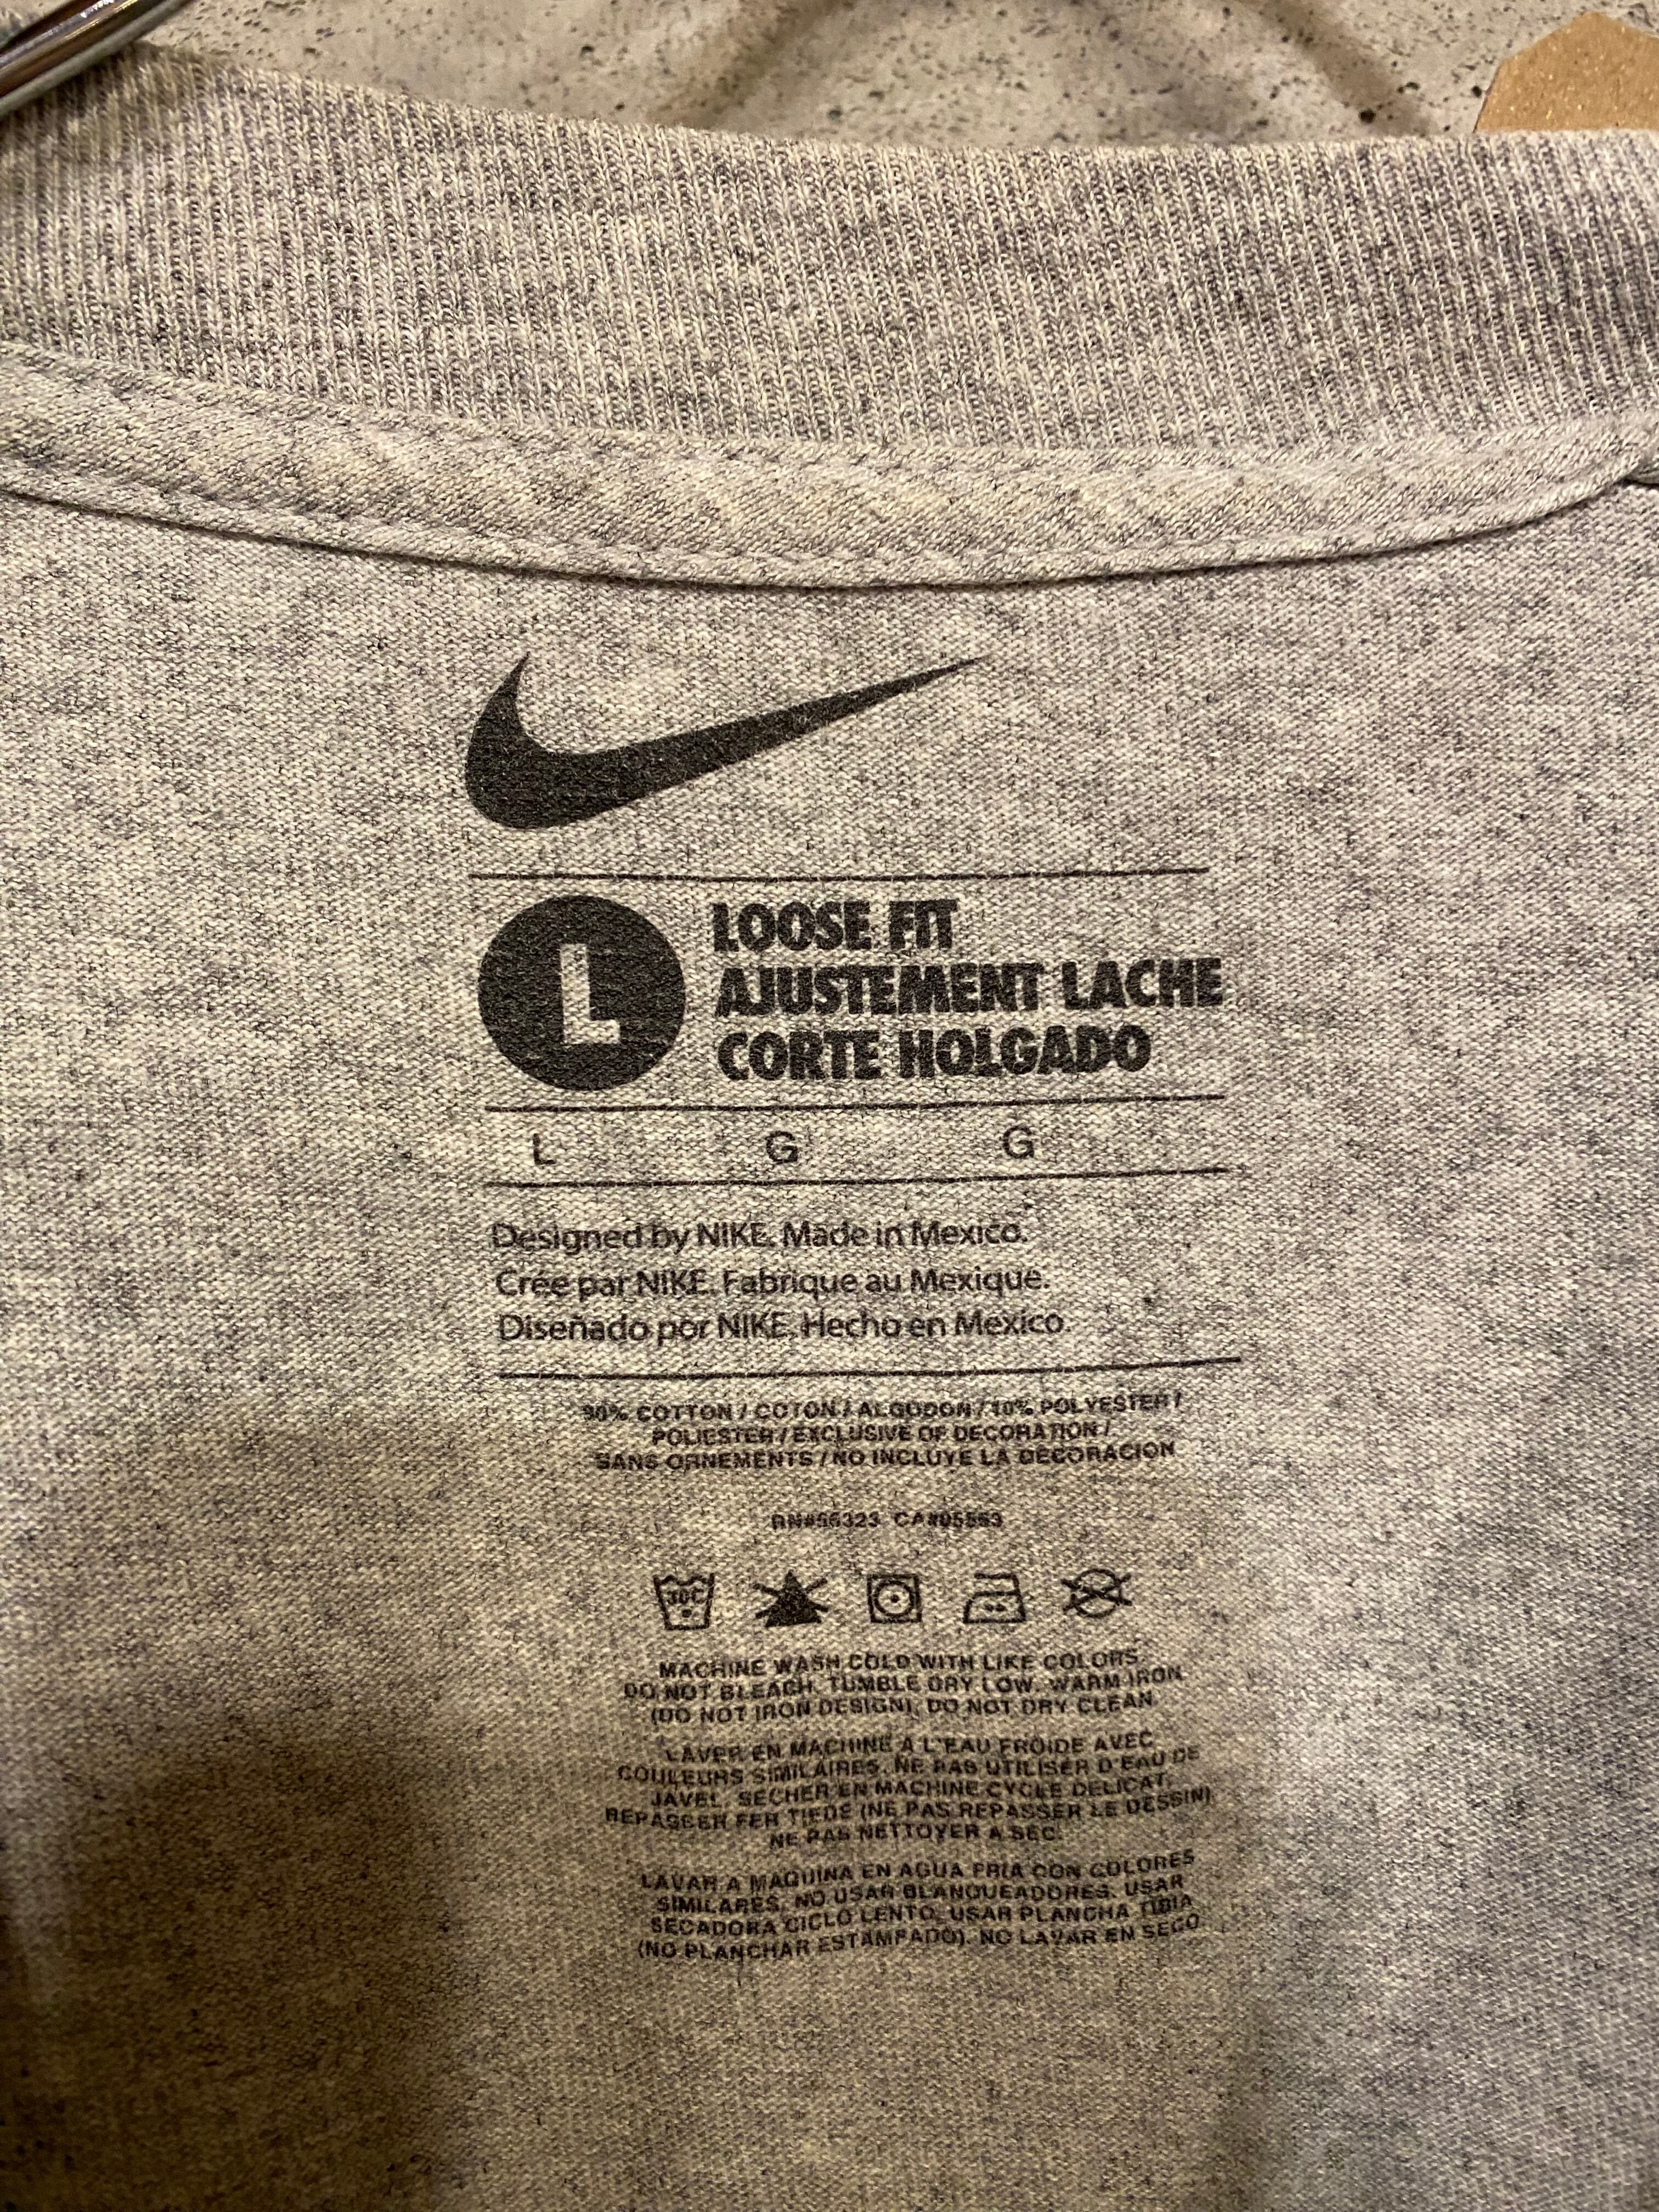 L
LOOSE FIT
AJUSTEMENT LACHE
CORTE HOLGADO
L G G
Designed by NIKE. Made in Mexico.
Crée par NIKE. Fabrique au Mexique.
Diseñado por NIKE. Hecho en Mexico.
90% COTTON / COTON / ALGODON / 10% POLYESTER /
POLIESTER / EXCLUSIVE OF DECORATION /
SANS ORNEMENTS / NO INCLUYE LA DECORACION
RN#56323 CA#05553
30C
MACHINE WASH COLD WITH LIKE COLORS
DO NOT BLEACH. TUMBLE DRY LOW. WARM IRON
(DO NOT IRON DESIGN). DO NOT DRY CLEAN
LAVER EN MACHINE A L'EAU FROIDE AVEC
COULEURS SIMILAIRES. NE PAS UTILISER D'EAU DE
JAVEL. SECHER EN MACHINE CYCLE DELICAT.
REPASSER FER TIEDE (NE PAS REPASSER LE DESSIN)
NE PAS NETTOYER A SEC.
LAVAR A MAQUINA EN AGUA FRIA CON COLORES
SIMILARES. NO USAR BLANQUEADORES. USAR
SECADORA CICLO LENTO. USAR PLANCHA TIBIA
(NO PLANCHAR ESTAMPADO). NO LAVAR EN SECO.